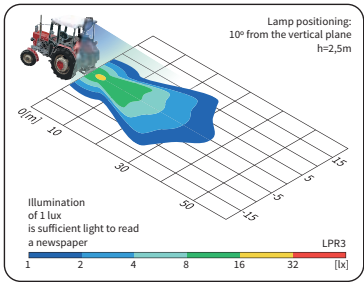 Lamp positioning:
10º from the vertical plane
h=2,5m
0[m]
10
30
50
-15
-5
5
15
Illumination
of 1 lux
is sufficient light to read
a newspaper
LPR3
1 2 4 8 16 32 [lx]